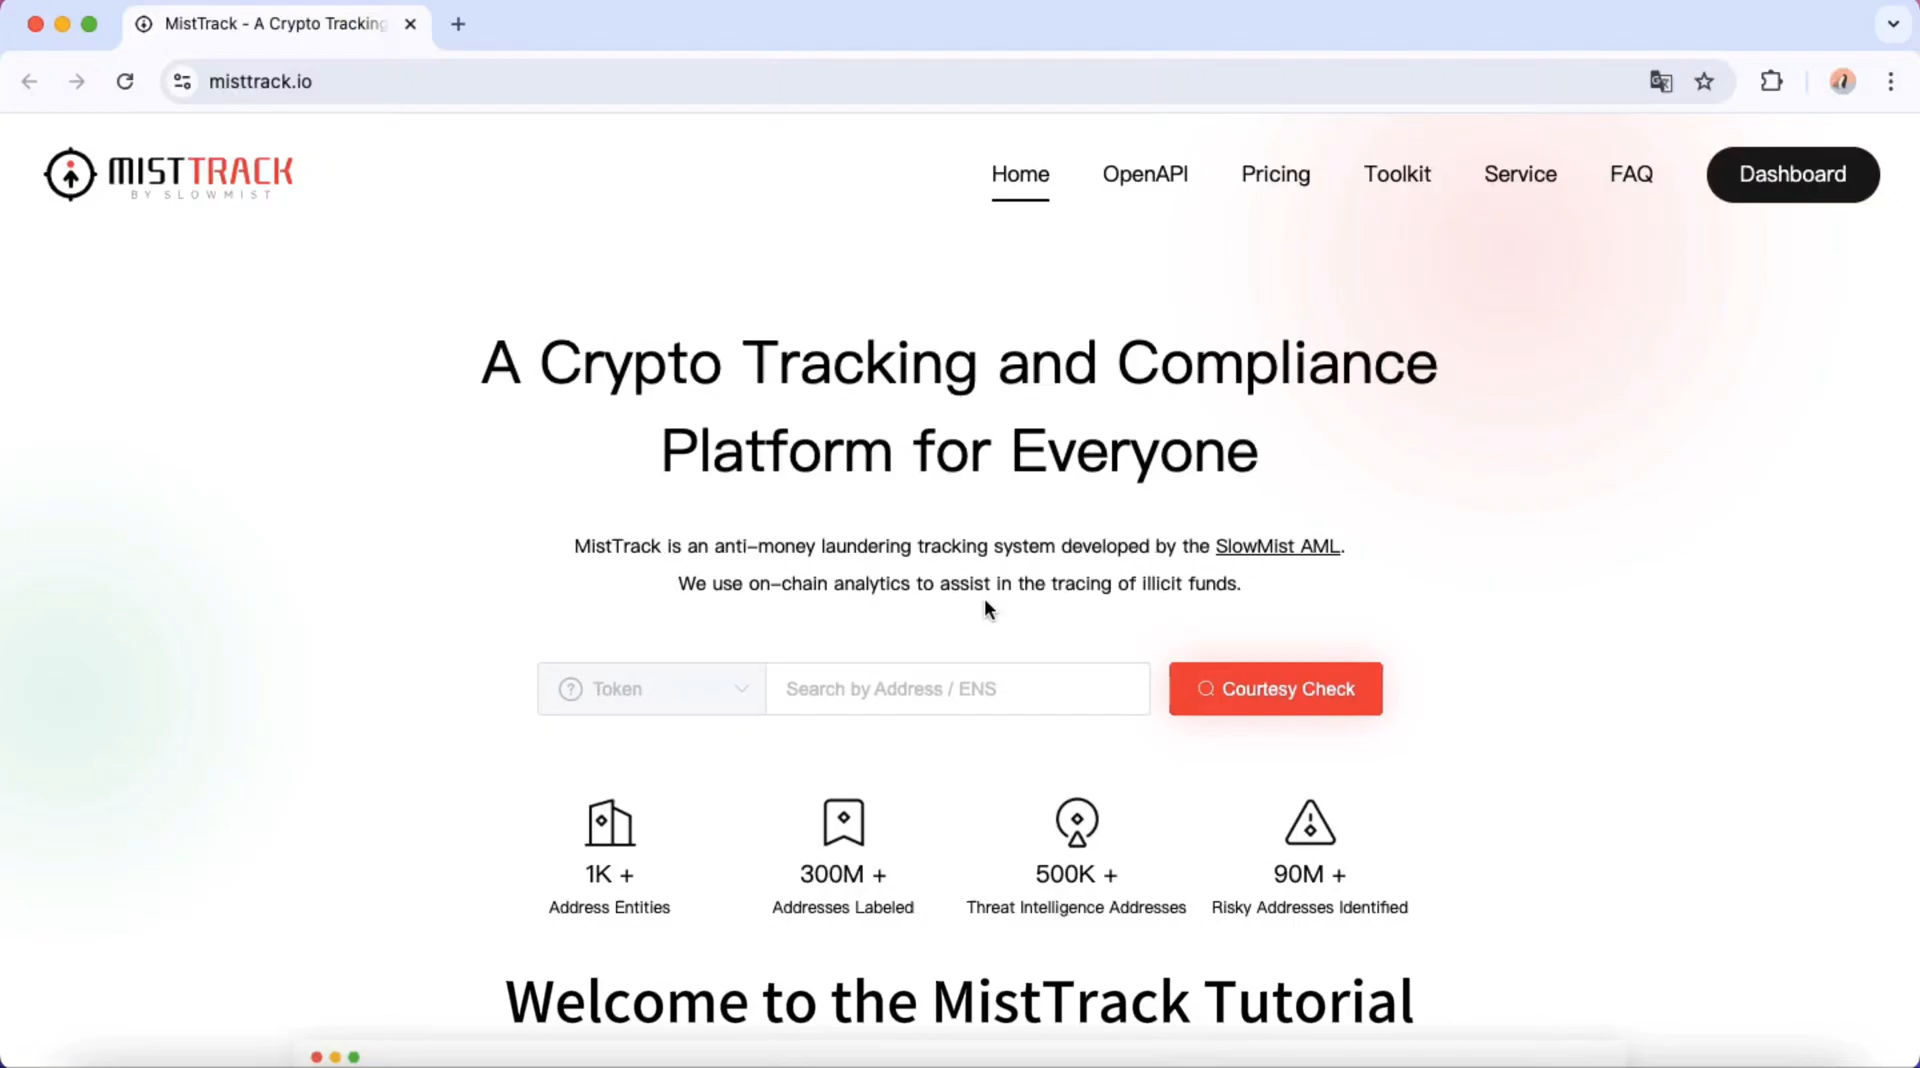 MistTrack - A Crypto Tracking
misttrack.io
MISTTRACK
BY SLOWMIST
Home
OpenAPI
Pricing
Toolkit
Service
FAQ
Dashboard
A Crypto Tracking and Compliance
Platform for Everyone
MistTrack is an anti-money laundering tracking system developed by the SlowMist AML.
We use on-chain analytics to assist in the tracing of illicit funds.
Token
Search by Address / ENS
Courtesy Check
1K +
Address Entities
300M +
Addresses Labeled
500K +
Threat Intelligence Addresses
90M +
Risky Addresses Identified
Welcome to the MistTrack Tutorial